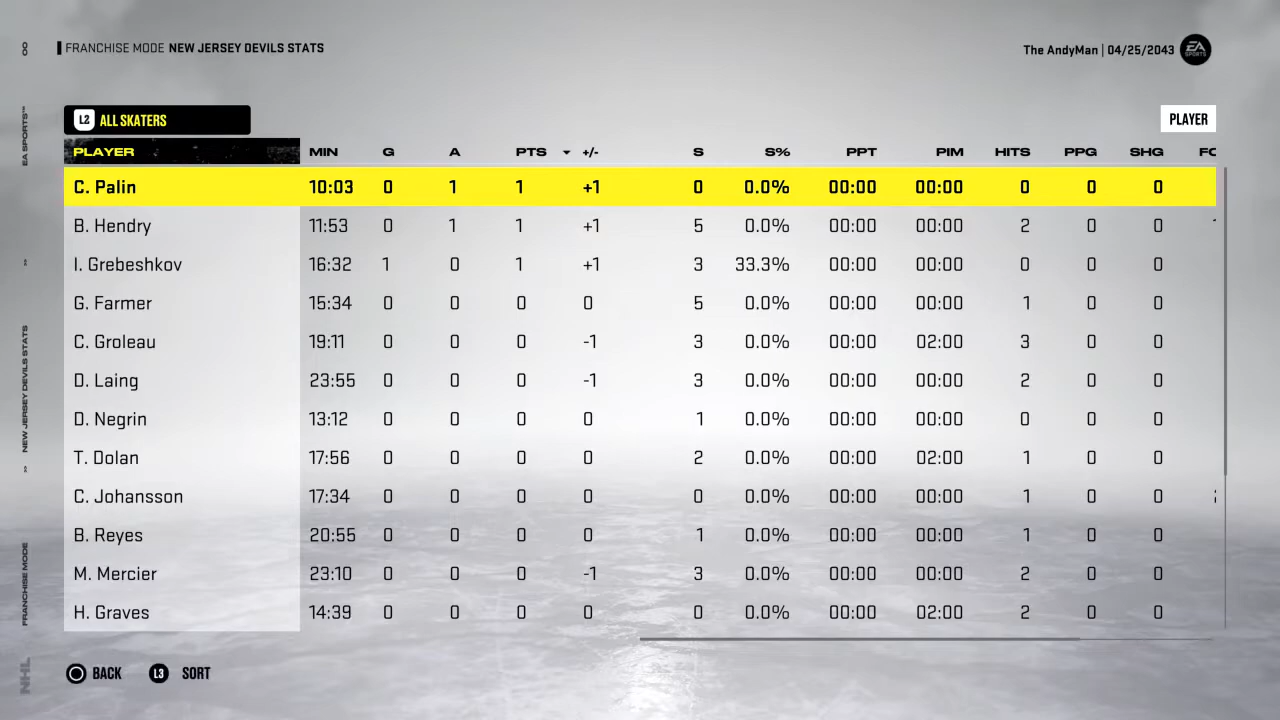 FRANCHISE MODE NEW JERSEY DEVILS STATS
The AndyMan | 04/25/2043
EA SPORTS
L2 ALL SKATERS
PLAYER
PLAYER MIN G A PTS +/- S S% PPT PIM HITS PPG SHG
C. Palin 10:03 0 1 1 +1 0 0.0% 00:00 00:00 0 0 0
B. Hendry 11:53 0 1 1 +1 5 0.0% 00:00 00:00 2 0 0
I. Grebeshkov 16:32 1 0 1 +1 3 33.3% 00:00 00:00 0 0 0
G. Farmer 15:34 0 0 0 0 5 0.0% 00:00 00:00 1 0 0
C. Groleau 19:11 0 0 0 -1 3 0.0% 00:00 02:00 3 0 0
D. Laing 23:55 0 0 0 -1 3 0.0% 00:00 00:00 2 0 0
D. Negrin 13:12 0 0 0 0 1 0.0% 00:00 00:00 0 0 0
T. Dolan 17:56 0 0 0 0 2 0.0% 00:00 02:00 1 0 0
C. Johansson 17:34 0 0 0 0 0 0.0% 00:00 00:00 1 0 0
B. Reyes 20:55 0 0 0 0 1 0.0% 00:00 00:00 1 0 0
M. Mercier 23:10 0 0 0 -1 3 0.0% 00:00 00:00 2 0 0
H. Graves 14:39 0 0 0 0 0 0.0% 00:00 02:00 2 0 0
BACK
L3 SORT
EA SPORTS™
NEW JERSEY DEVILS STATS
FRANCHISE MODE
NHL